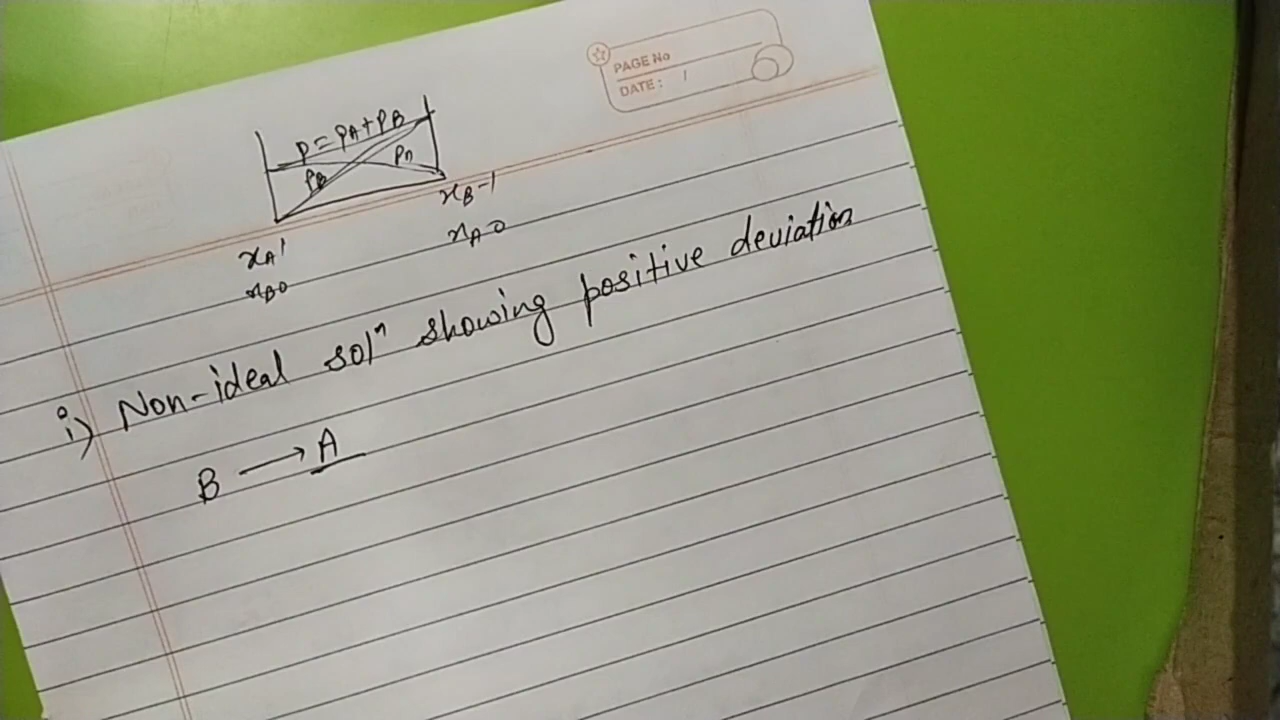 PAGE No
DATE: /
P = PA + PB
PB
xB-1
xA 0
xA 1
xB 0
i) Non-ideal solⁿ showing positive deviation
B → A